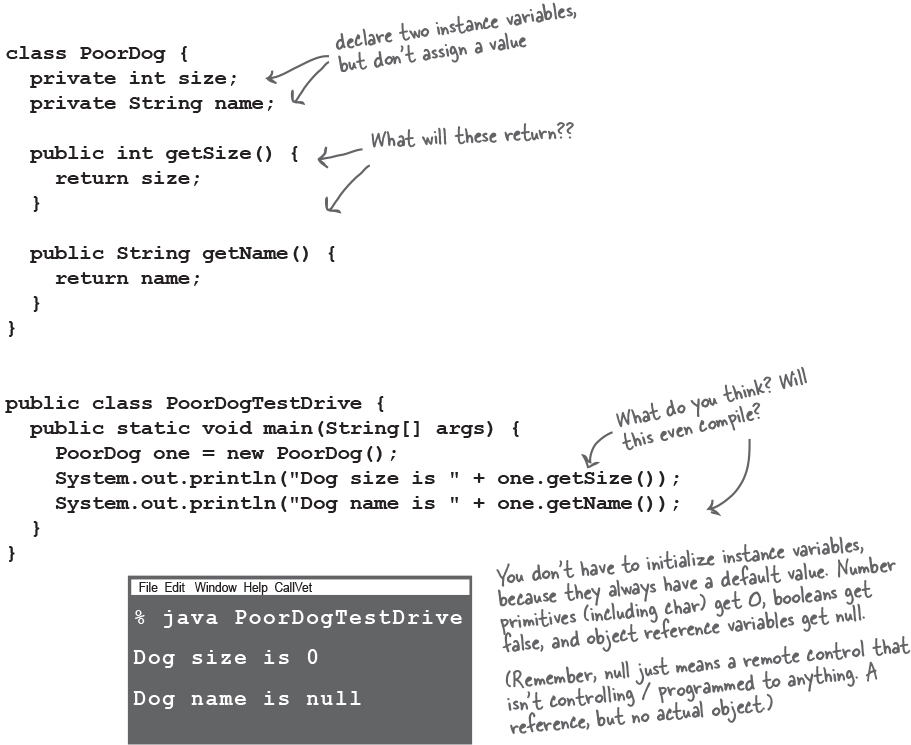 class PoorDog {
private int size;
private String name;
declare two instance variables,
but don't assign a value
public int getSize() {
return size;
}
What will these return??
public String getName() {
return name;
}
}
public class PoorDogTestDrive {
public static void main(String[] args) {
PoorDog one = new PoorDog();
System.out.println("Dog size is " + one.getSize());
System.out.println("Dog name is " + one.getName());
}
}
What do you think? Will
this even compile?
File Edit Window Help CallVet
% java PoorDogTestDrive
Dog size is 0
Dog name is null
You don't have to initialize instance variables,
because they always have a default value. Number
primitives (including char) get 0, booleans get
false, and object reference variables get null.
(Remember, null just means a remote control that
isn't controlling / programmed to anything. A
reference, but no actual object.)